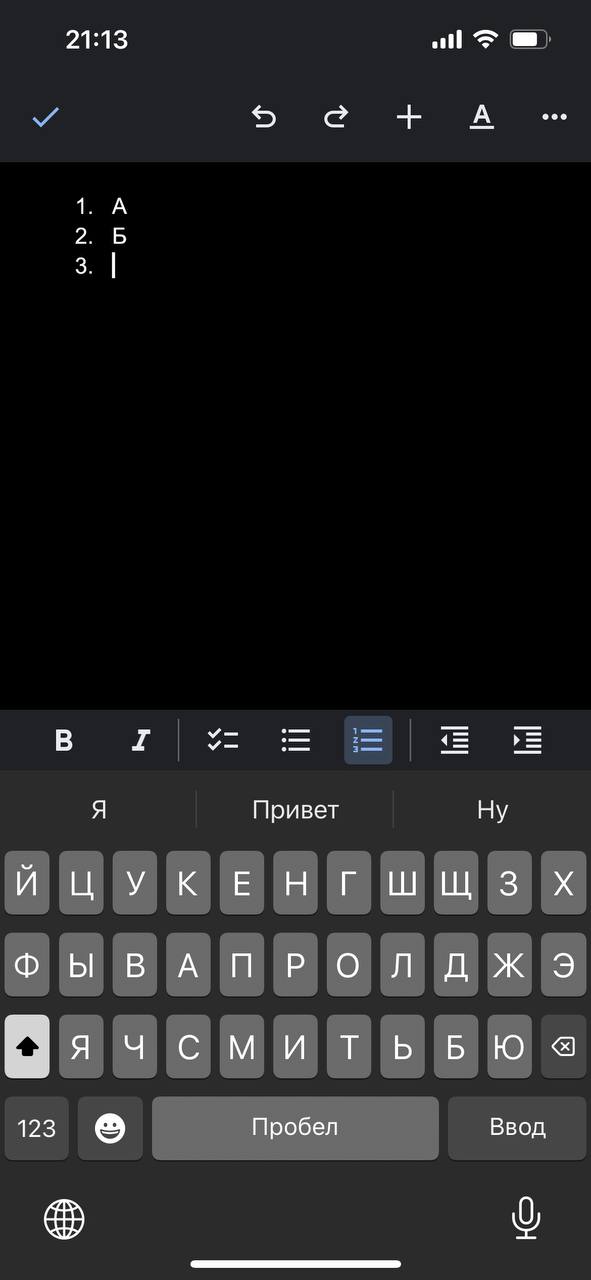 21:13
A
1. А
2. Б
3.
B I
Я Привет Ну
Й Ц У К Е Н Г Ш Щ З Х
Ф Ы В А П Р О Л Д Ж Э
Я Ч С М И Т Ь Б Ю
123 Пробел Ввод